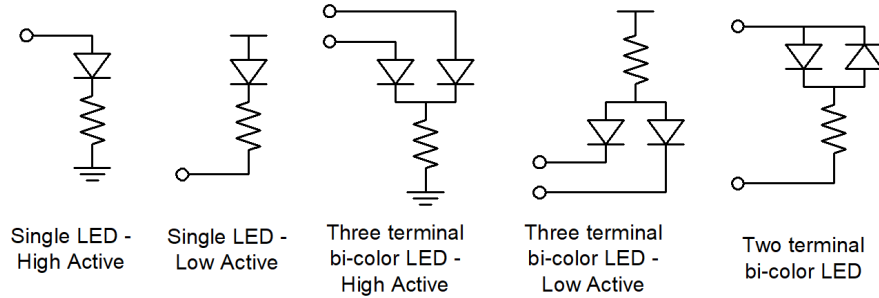 Single LED -
High Active
Single LED -
Low Active
Three terminal
bi-color LED -
High Active
Three terminal
bi-color LED -
Low Active
Two terminal
bi-color LED